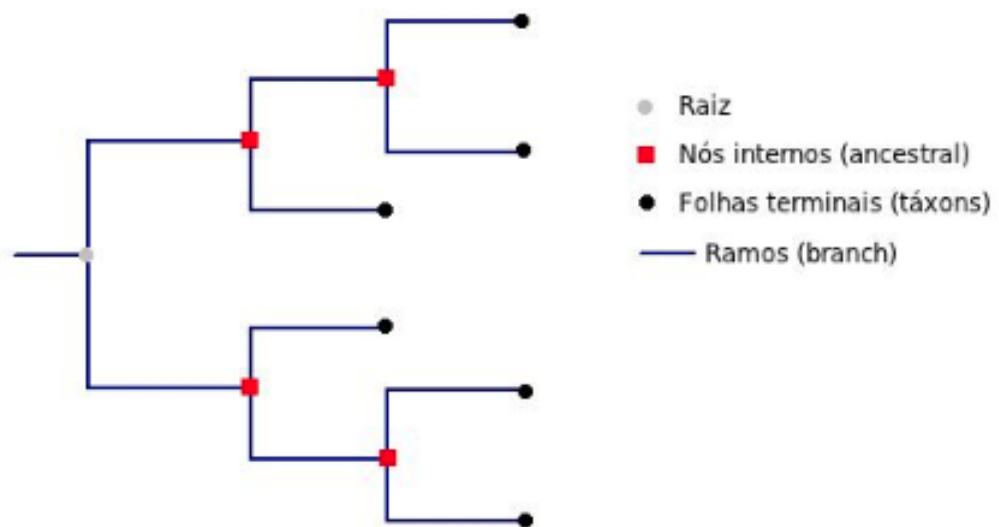 Raiz
Nós internos (ancestral)
Folhas terminais (táxons)
Ramos (branch)